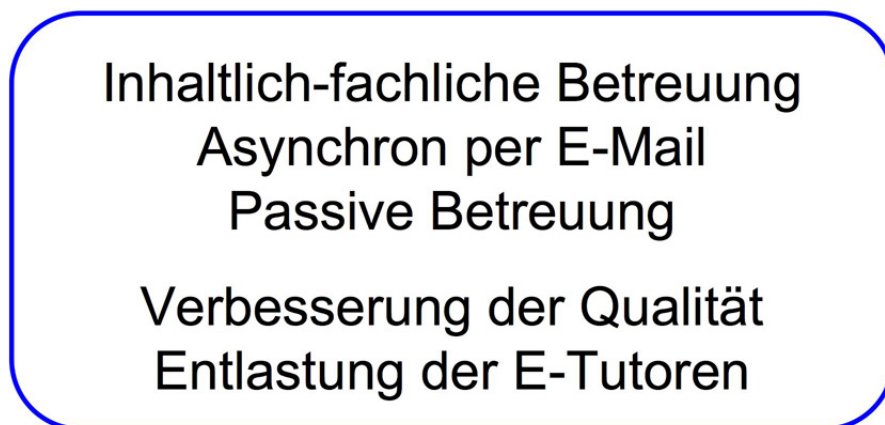 Inhaltlich-fachliche Betreuung
Asynchron per E-Mail
Passive Betreuung
Verbesserung der Qualität
Entlastung der E-Tutoren